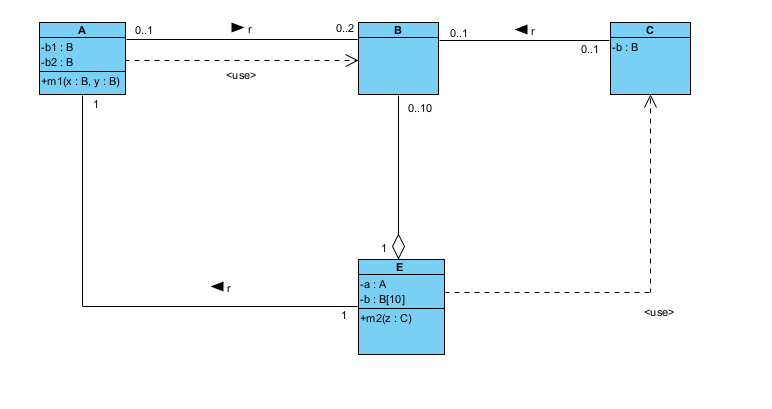 A
-b1 : B
-b2 : B
+m1(x : B, y : B)
0..1
r
0..2
<use>
B
0..1
r
0..1
C
-b : B
1
0..10
1
E
-a : A
-b : B[10]
+m2(z : C)
r
1
<use>